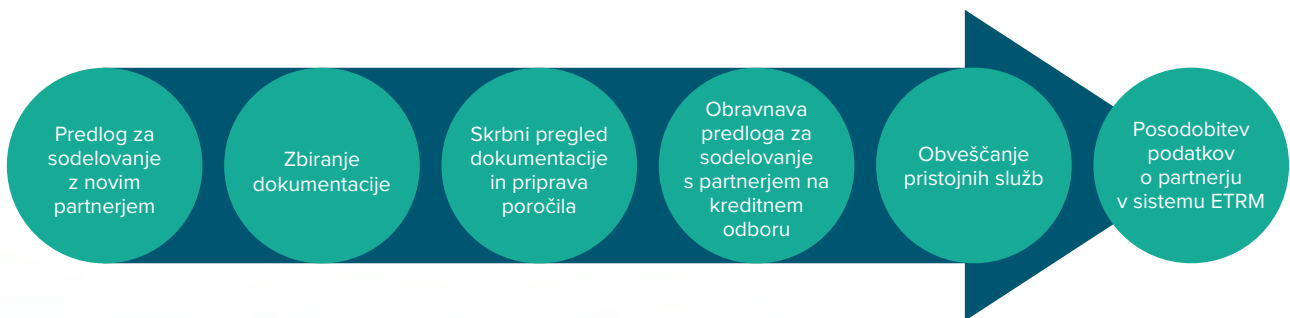 Predlog za
sodelovanje
z novim
partnerjem
Zbiranje
dokumentacije
Skrbni pregled
dokumentacije
in priprava
poročila
Obravnava
predloga za
sodelovanje
s partnerjem na
kreditnem
odboru
Obveščanje
pristojnih služb
Posodobitev
podatkov
o partnerju
v sistemu ETRM